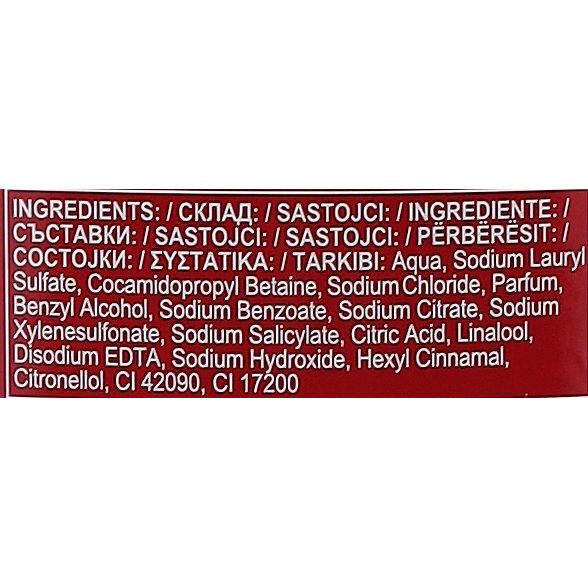 INGREDIENTS: / СКЛАД: / SASTOJCI: / INGREDIENTE: /
СЪСТАВКИ: / SASTOJCI: / SASTOJCI: / PËRBËRËSIT: /
СОСТОЈКИ: / ΣΥΣΤΑΤΙΚΑ: / TARKIBI: Aqua, Sodium Lauryl
Sulfate, Cocamidopropyl Betaine, Sodium Chloride, Parfum,
Benzyl Alcohol, Sodium Benzoate, Sodium Citrate, Sodium
Xylenesulfonate, Sodium Salicylate, Citric Acid, Linalool,
Disodium EDTA, Sodium Hydroxide, Hexyl Cinnamal,
Citronellol, CI 42090, CI 17200